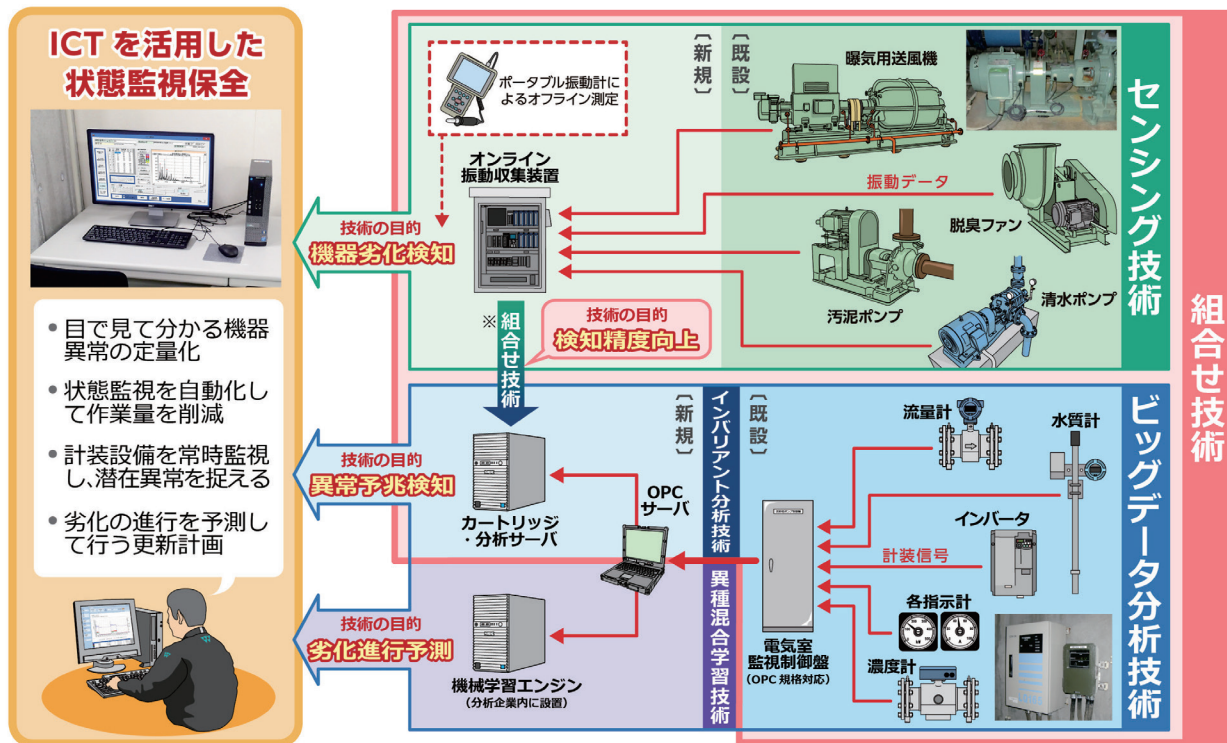 ICTを活用した
状態監視保全
• 目で見て分かる機器
異常の定量化
• 状態監視を自動化し
て作業量を削減
• 計装設備を常時監視
し、潜在異常を捉える
• 劣化の進行を予測し
て行う更新計画
技術の目的
機器劣化検知
技術の目的
異常予兆検知
技術の目的
劣化進行予測
ポータブル振動計に
よるオフライン測定
〔新規〕
〔既設〕
オンライン
振動収集装置
曝気用送風機
振動データ
脱臭ファン
汚泥ポンプ
清水ポンプ
センシング技術
※
組合せ技術
技術の目的
検知精度向上
組合せ技術
〔新規〕
インバリアント分析技術
〔既設〕
カートリッジ
・分析サーバ
OPC
サーバ
機械学習エンジン
(分析企業内に設置)
異種混合学習技術
流量計
水質計
インバータ
計装信号
各指示計
電気室
監視制御盤
(OPC 規格対応)
濃度計
ビッグデータ分析技術